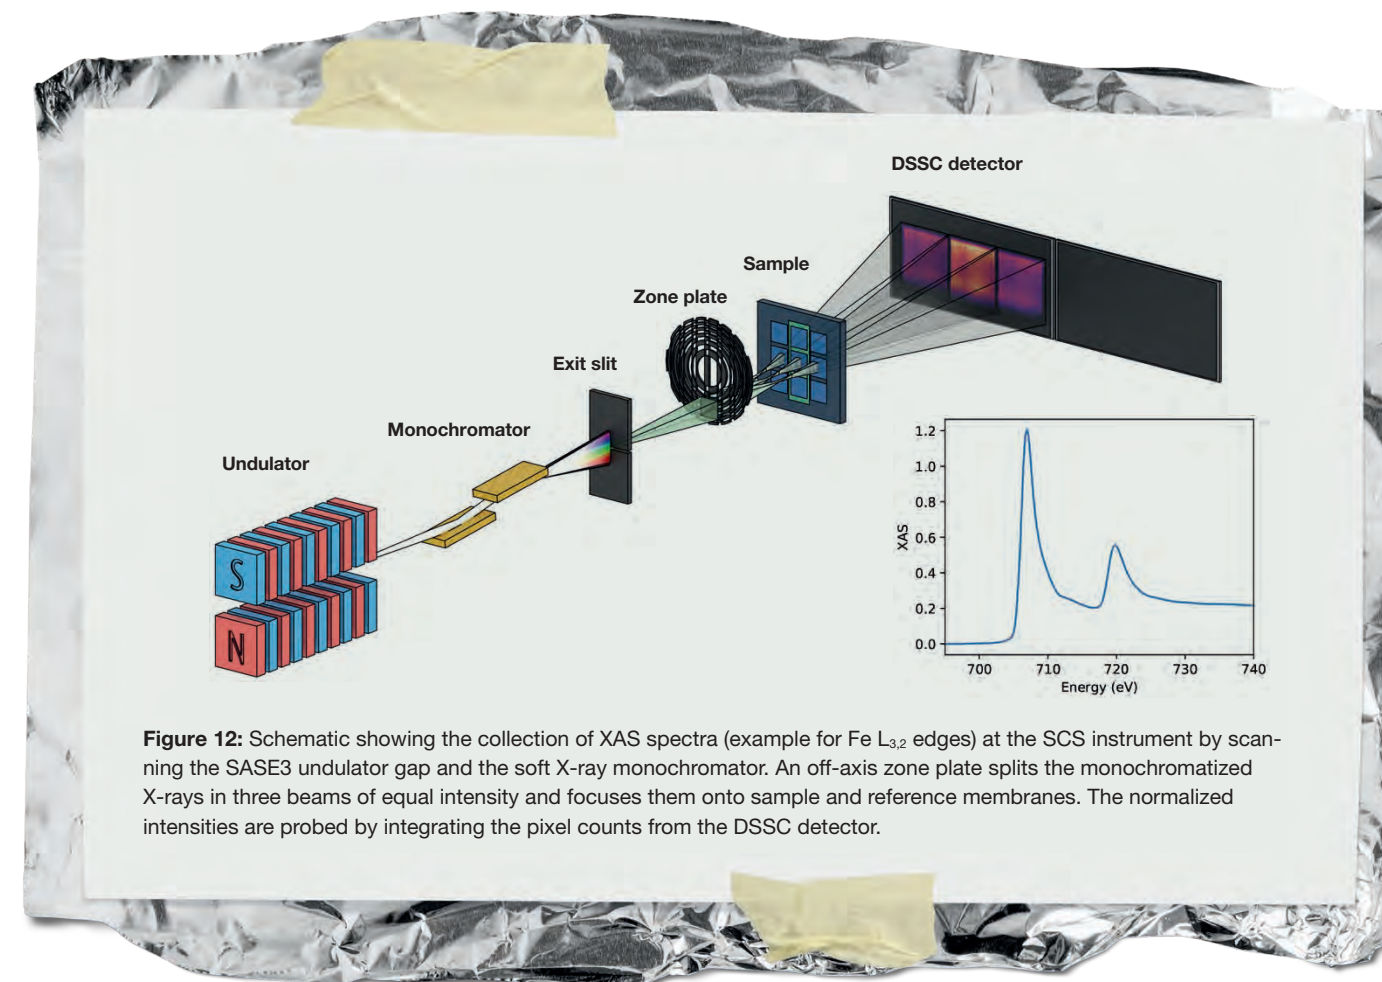 DSSC detector
Sample
Zone plate
Exit slit
Monochromator
Undulator
S
N
1.2
1.0
0.8
0.6
0.4
0.2
0.0
XAS
700 710 720 730 740
Energy (eV)
Figure 12: Schematic showing the collection of XAS spectra (example for Fe L3,2 edges) at the SCS instrument by scan-
ning the SASE3 undulator gap and the soft X-ray monochromator. An off-axis zone plate splits the monochromatized
X-rays in three beams of equal intensity and focuses them onto sample and reference membranes. The normalized
intensities are probed by integrating the pixel counts from the DSSC detector.